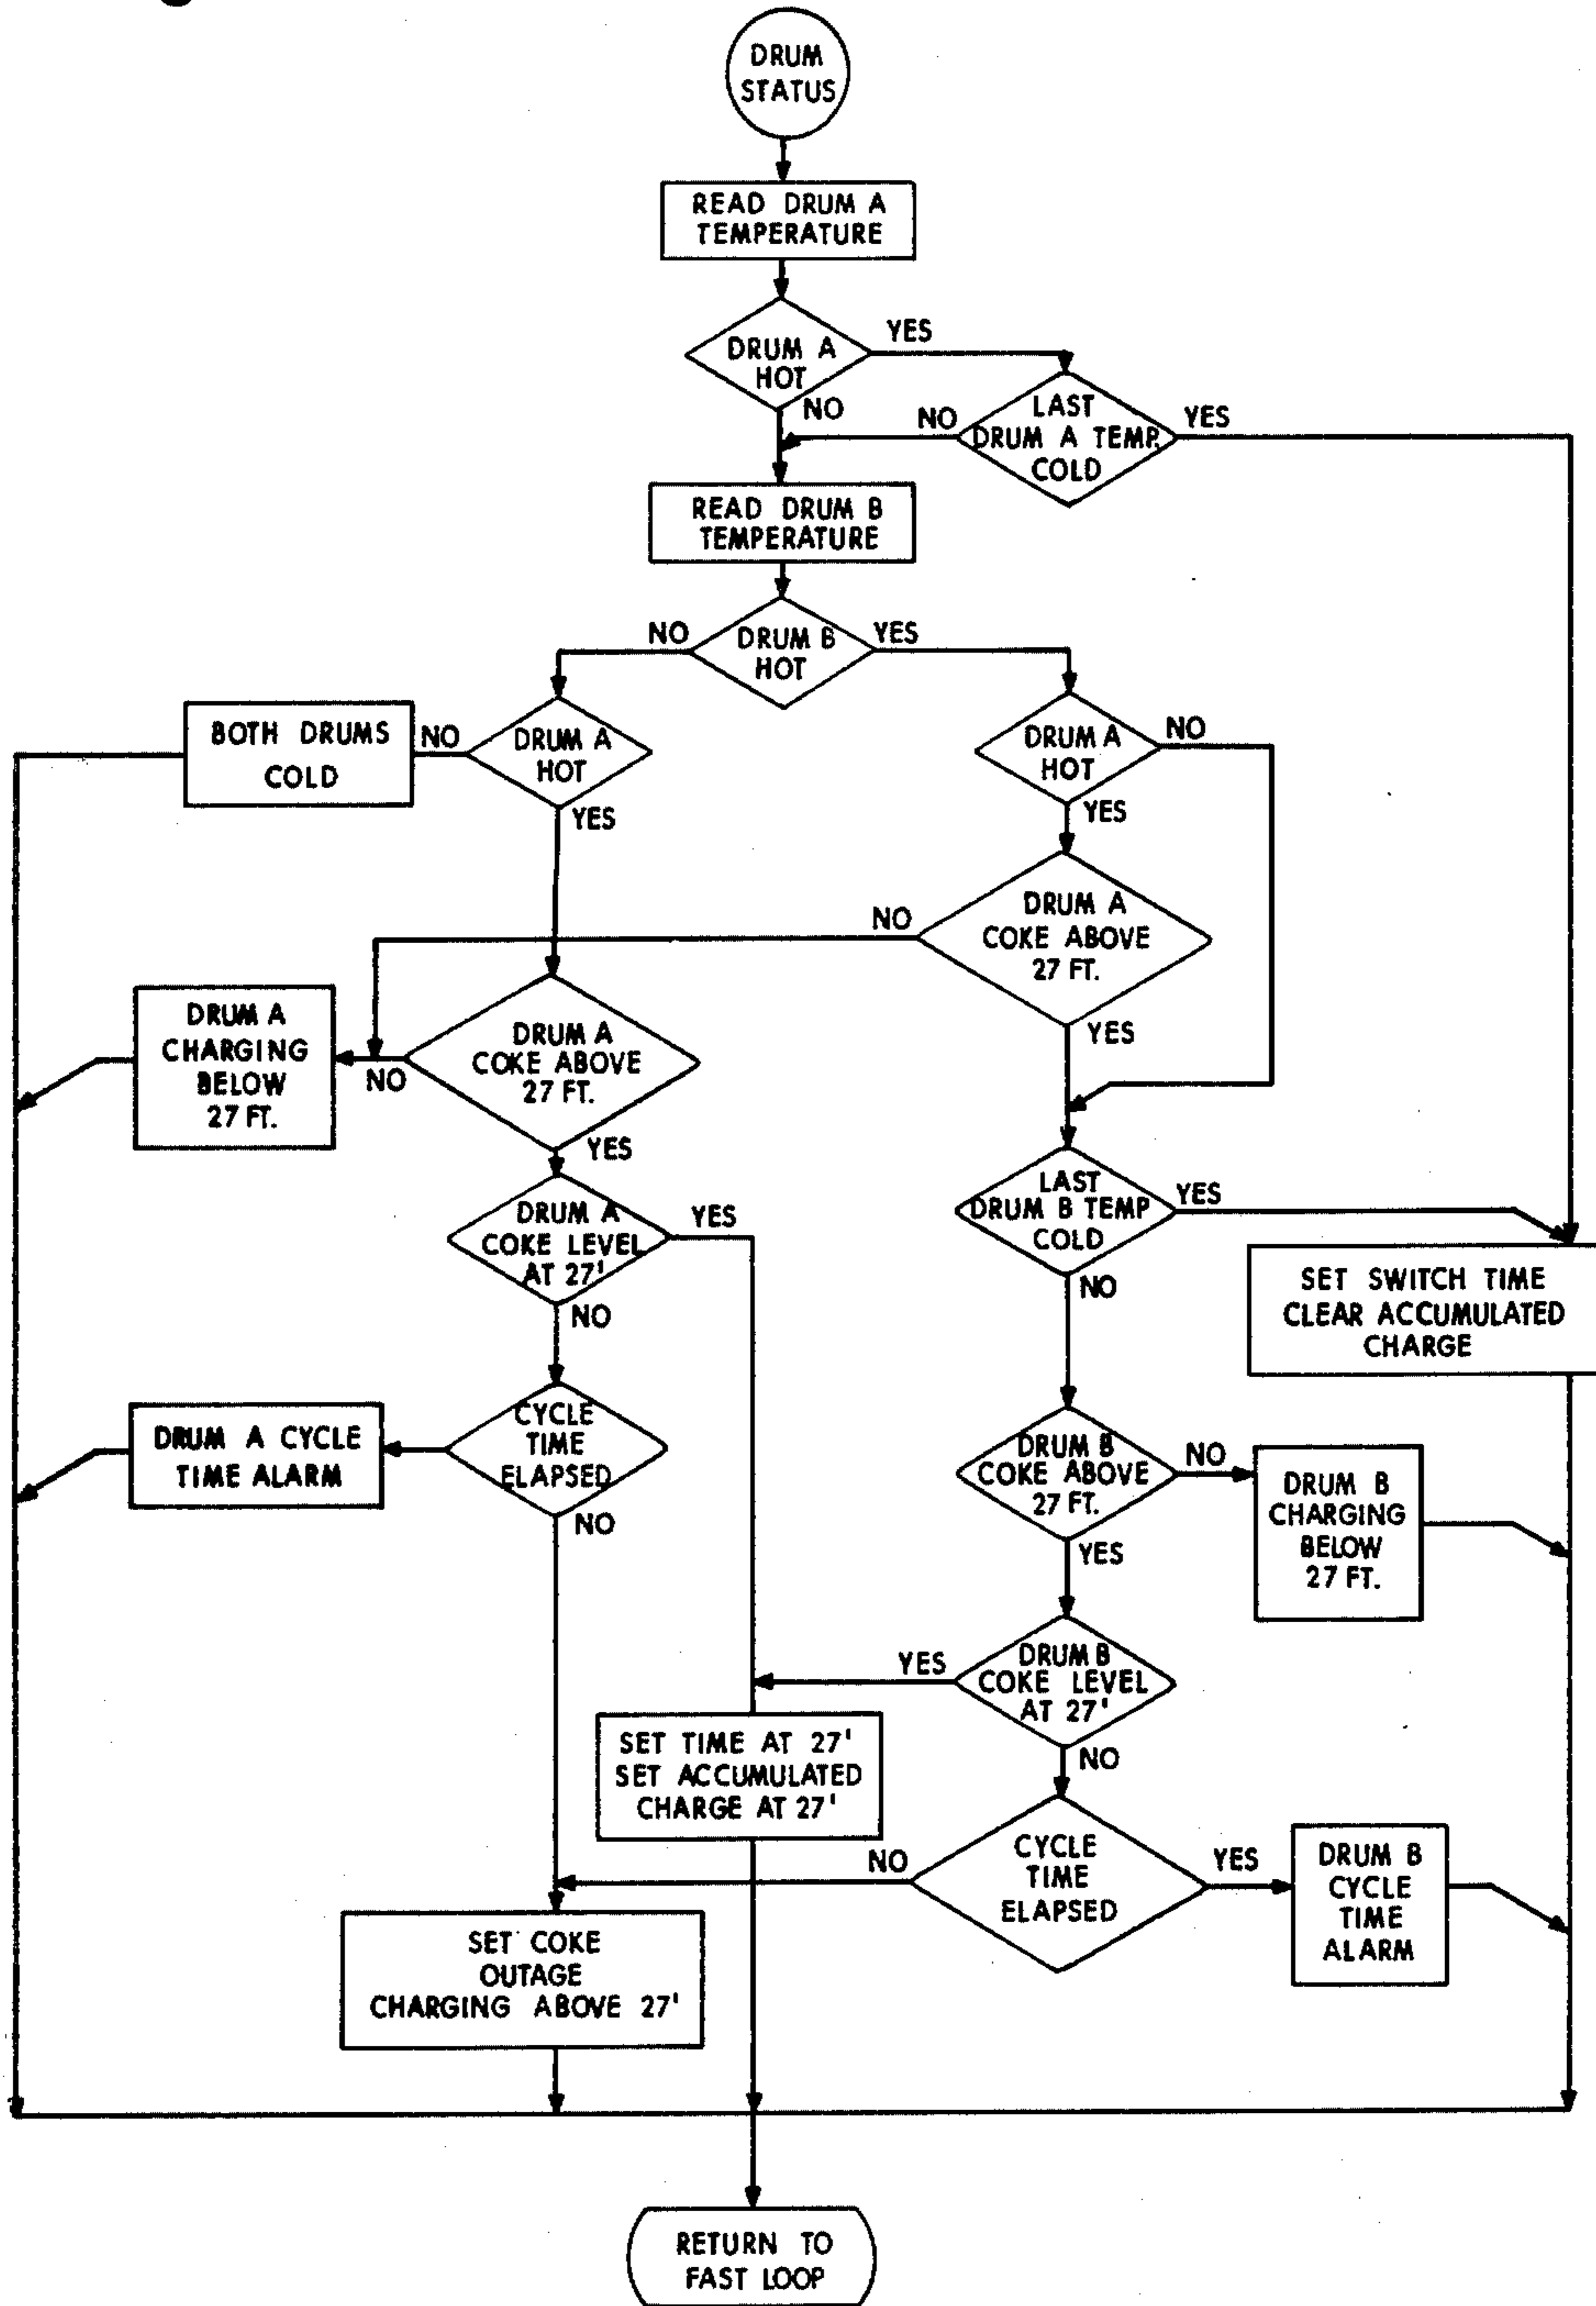 DRUM
STATUS
READ DRUM A
TEMPERATURE
DRUM A
HOT
YES
NO
LAST
DRUM A TEMP.
COLD
NO
YES
READ DRUM B
TEMPERATURE
DRUM B
HOT
NO
YES
BOTH DRUMS
COLD
NO
DRUM A
HOT
YES
DRUM A
HOT
NO
YES
DRUM A
COKE ABOVE
27 FT.
NO
YES
DRUM A
CHARGING
BELOW
27 FT.
NO
DRUM A
COKE ABOVE
27 FT.
YES
DRUM A
COKE LEVEL
AT 27'
YES
NO
LAST
DRUM B TEMP
COLD
YES
NO
SET SWITCH TIME
CLEAR ACCUMULATED
CHARGE
DRUM A CYCLE
TIME ALARM
CYCLE
TIME
ELAPSED
NO
DRUM B
COKE ABOVE
27 FT.
NO
YES
DRUM B
CHARGING
BELOW
27 FT.
DRUM B
COKE LEVEL
AT 27'
YES
NO
SET TIME AT 27'
SET ACCUMULATED
CHARGE AT 27'
CYCLE
TIME
ELAPSED
NO
YES
DRUM B
CYCLE
TIME
ALARM
SET COKE
OUTAGE
CHARGING ABOVE 27'
RETURN TO
FAST LOOP